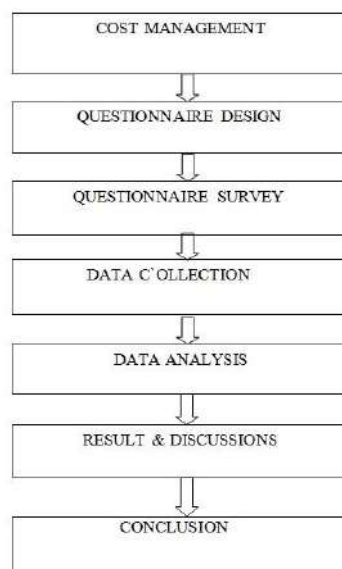 COST MANAGEMENT
QUESTIONNAIRE DESIGN
QUESTIONNAIRE SURVEY
DATA C`OLLECTION
DATA ANALYSIS
RESULT & DISCUSSIONS
CONCLUSION